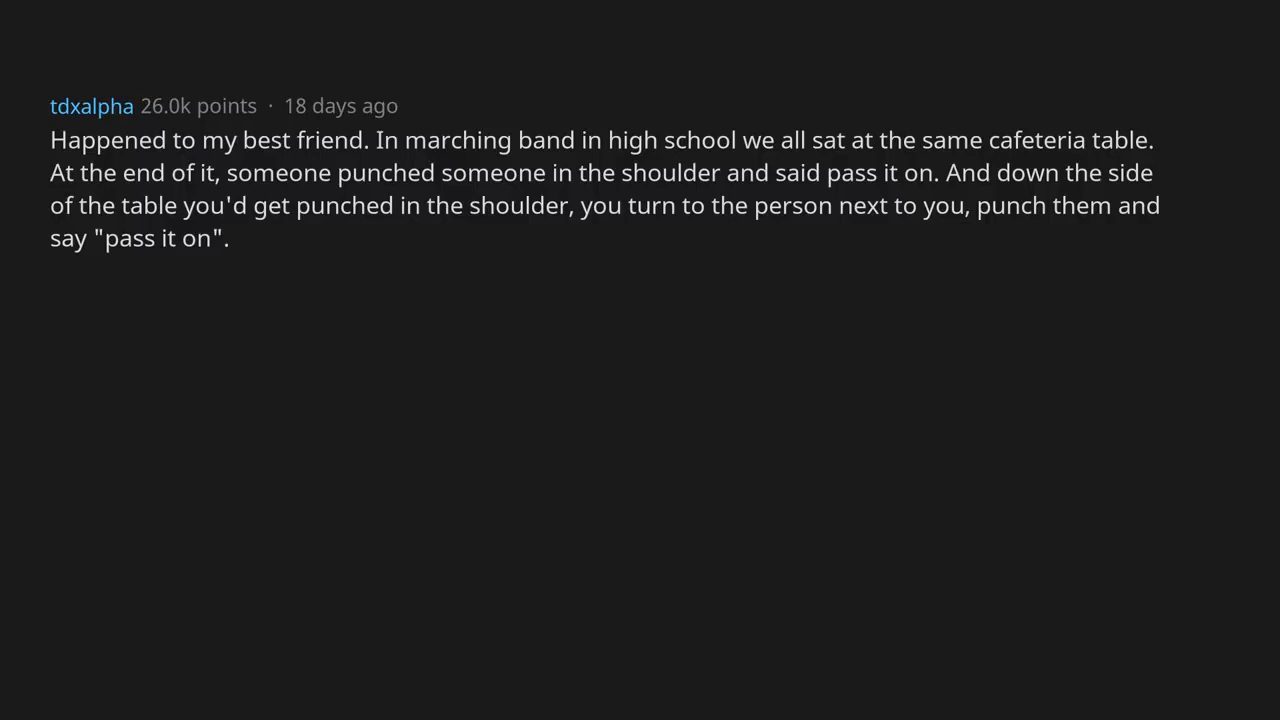 tdxalpha 26.0k points · 18 days ago
Happened to my best friend. In marching band in high school we all sat at the same cafeteria table.
At the end of it, someone punched someone in the shoulder and said pass it on. And down the side
of the table you'd get punched in the shoulder, you turn to the person next to you, punch them and
say "pass it on".